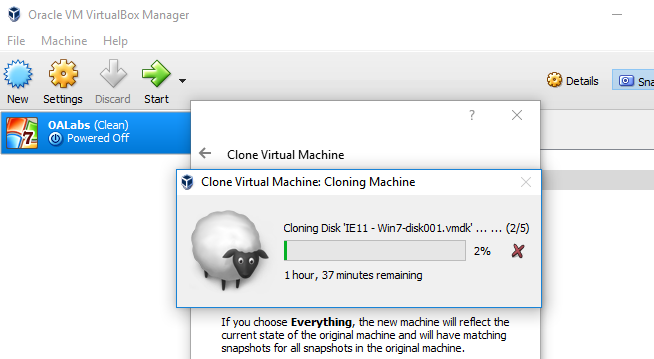 Oracle VM VirtualBox Manager
File Machine Help
New Settings Discard Start
Details
OALabs (Clean)
Powered Off
?
Clone Virtual Machine
Clone Virtual Machine: Cloning Machine
Cloning Disk 'IE11 - Win7-disk001.vmdk' ... ... (2/5)
2%
1 hour, 37 minutes remaining
If you choose Everything, the new machine will reflect the
current state of the original machine and will have matching
snapshots for all snapshots in the original machine.